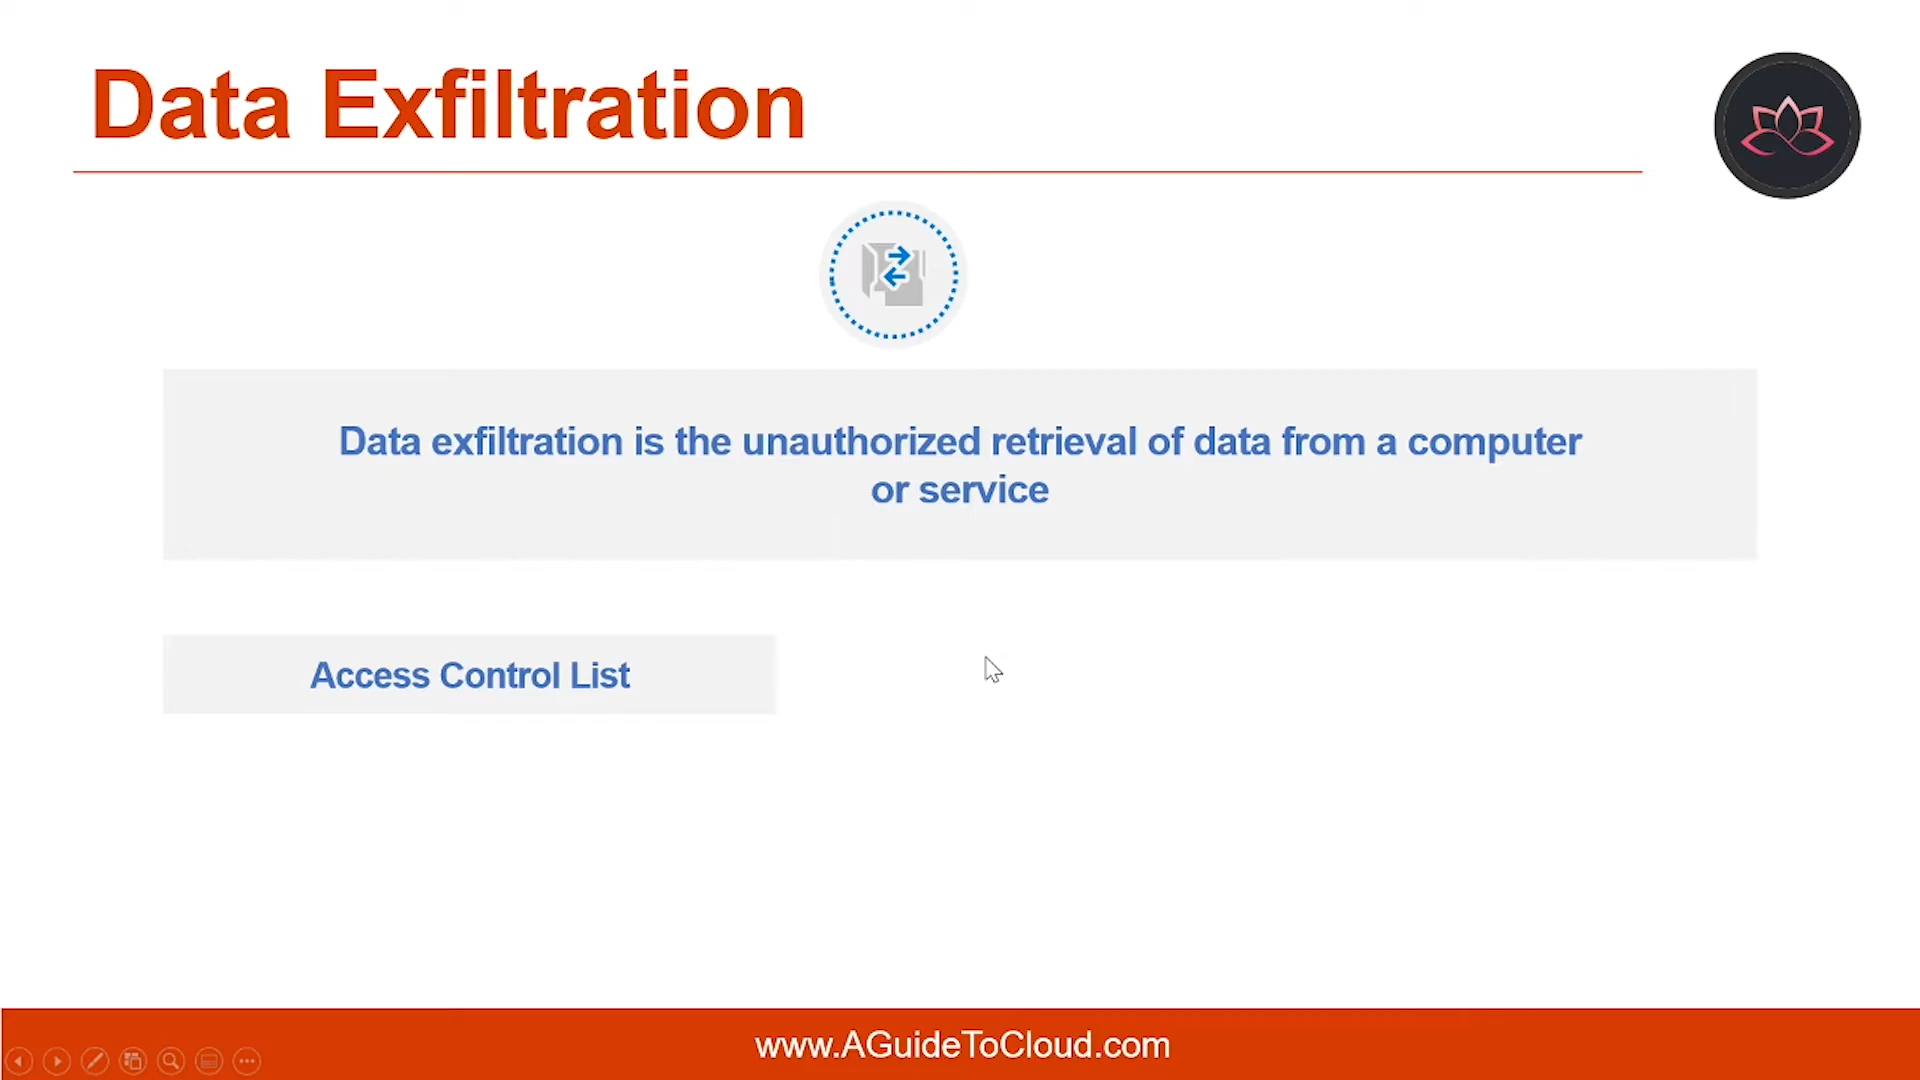 Data Exfiltration
Data exfiltration is the unauthorized retrieval of data from a computer
or service
Access Control List
www.AGuideToCloud.com